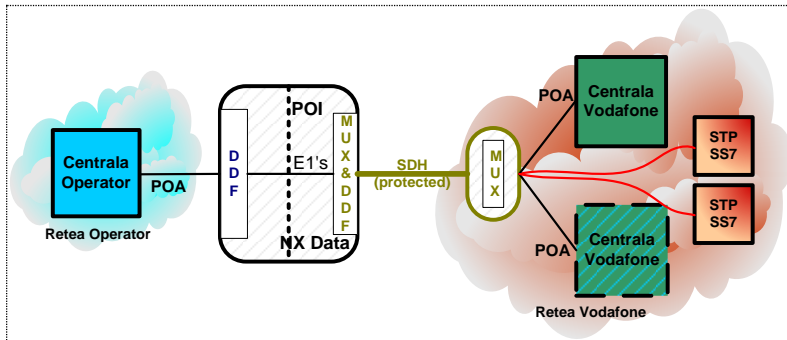 Centrala
Operator
POA
Retea Operator
D
D
F
POI
E1's
M
U
X
&
D
D
F
NX Data
SDH
(protected)
M
U
X
POA
Centrala
Vodafone
STP
SS7
STP
SS7
POA
Centrala
Vodafone
Retea Vodafone